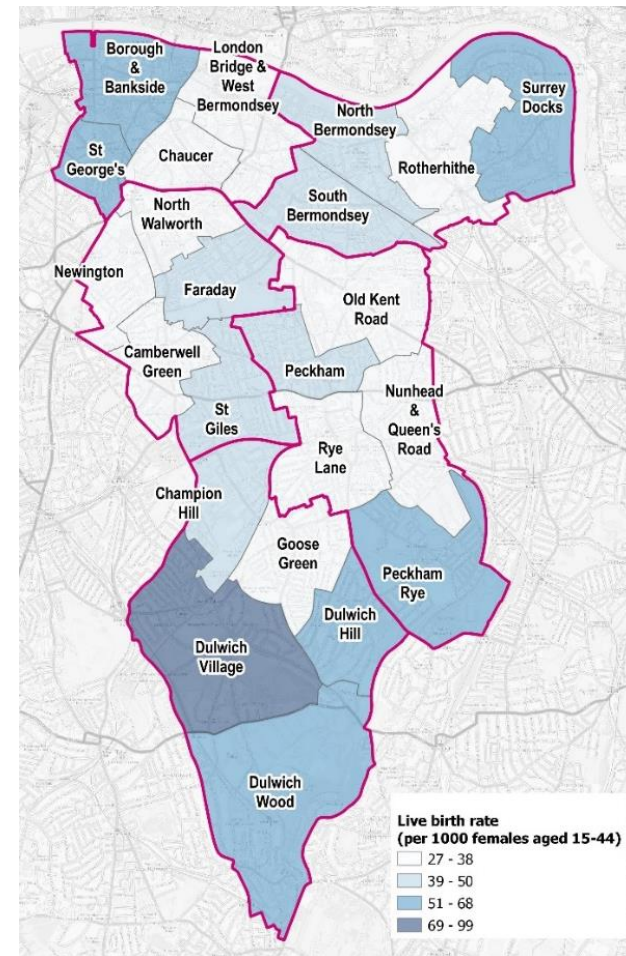 Borough
&
Bankside
London
Bridge &
West
Bermondsey
North
Bermondsey
Surrey
Docks
St
George's
Chaucer
Rotherhithe
South
Bermondsey
North
Walworth
Newington
Faraday
Old Kent
Road
Camberwell
Green
Peckham
Nunhead
&
Queen's
Road
St
Giles
Rye
Lane
Champion
Hill
Goose
Green
Peckham
Rye
Dulwich
Hill
Dulwich
Village
Dulwich
Wood
Live birth rate
(per 1000 females aged 15-44)
27 - 38
39 - 50
51 - 68
69 - 99